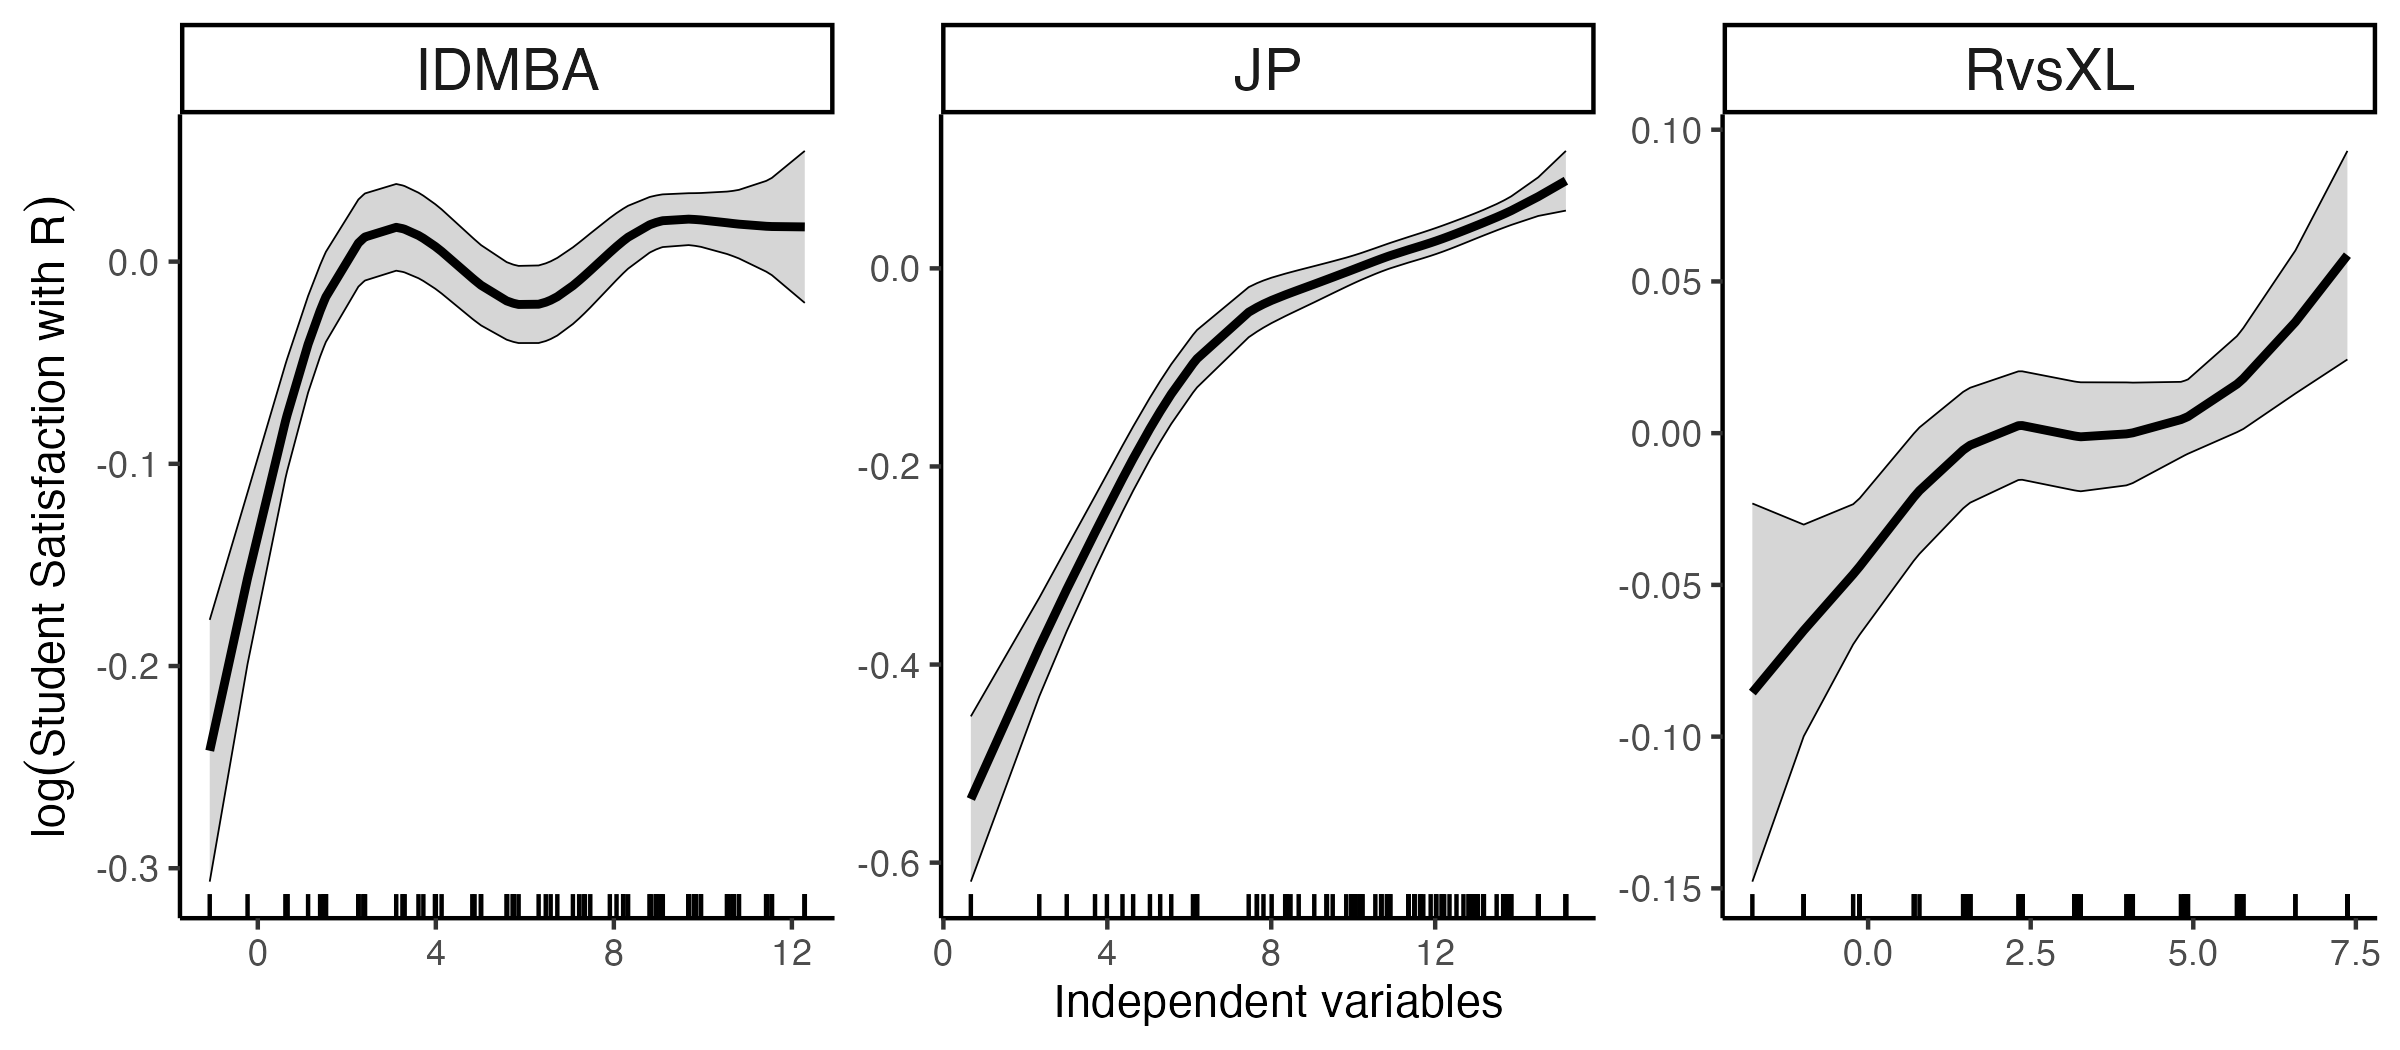 IDMBA
JP
RvsXL
log(Student Satisfaction with R)
0.0
-0.1
-0.2
-0.3
0 4 8 12
0.0
-0.2
-0.4
-0.6
0 4 8 12
0.10
0.05
0.00
-0.05
-0.10
-0.15
0.0 2.5 5.0 7.5
Independent variables